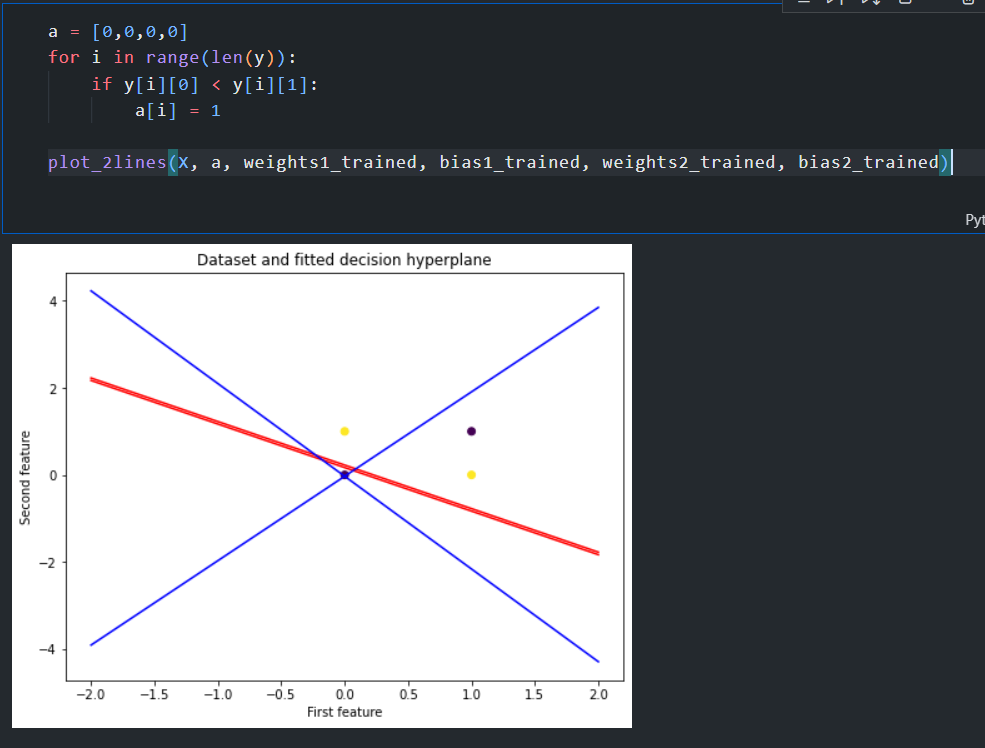 a = [0,0,0,0]
for i in range(len(y)):
    if y[i][0] < y[i][1]:
        a[i] = 1
plot_2lines(X, a, weights1_trained, bias1_trained, weights2_trained, bias2_trained)
Dataset and fitted decision hyperplane
4
2
0
−2
−4
Second feature
−2.0 −1.5 −1.0 −0.5 0.0 0.5 1.0 1.5 2.0
First feature